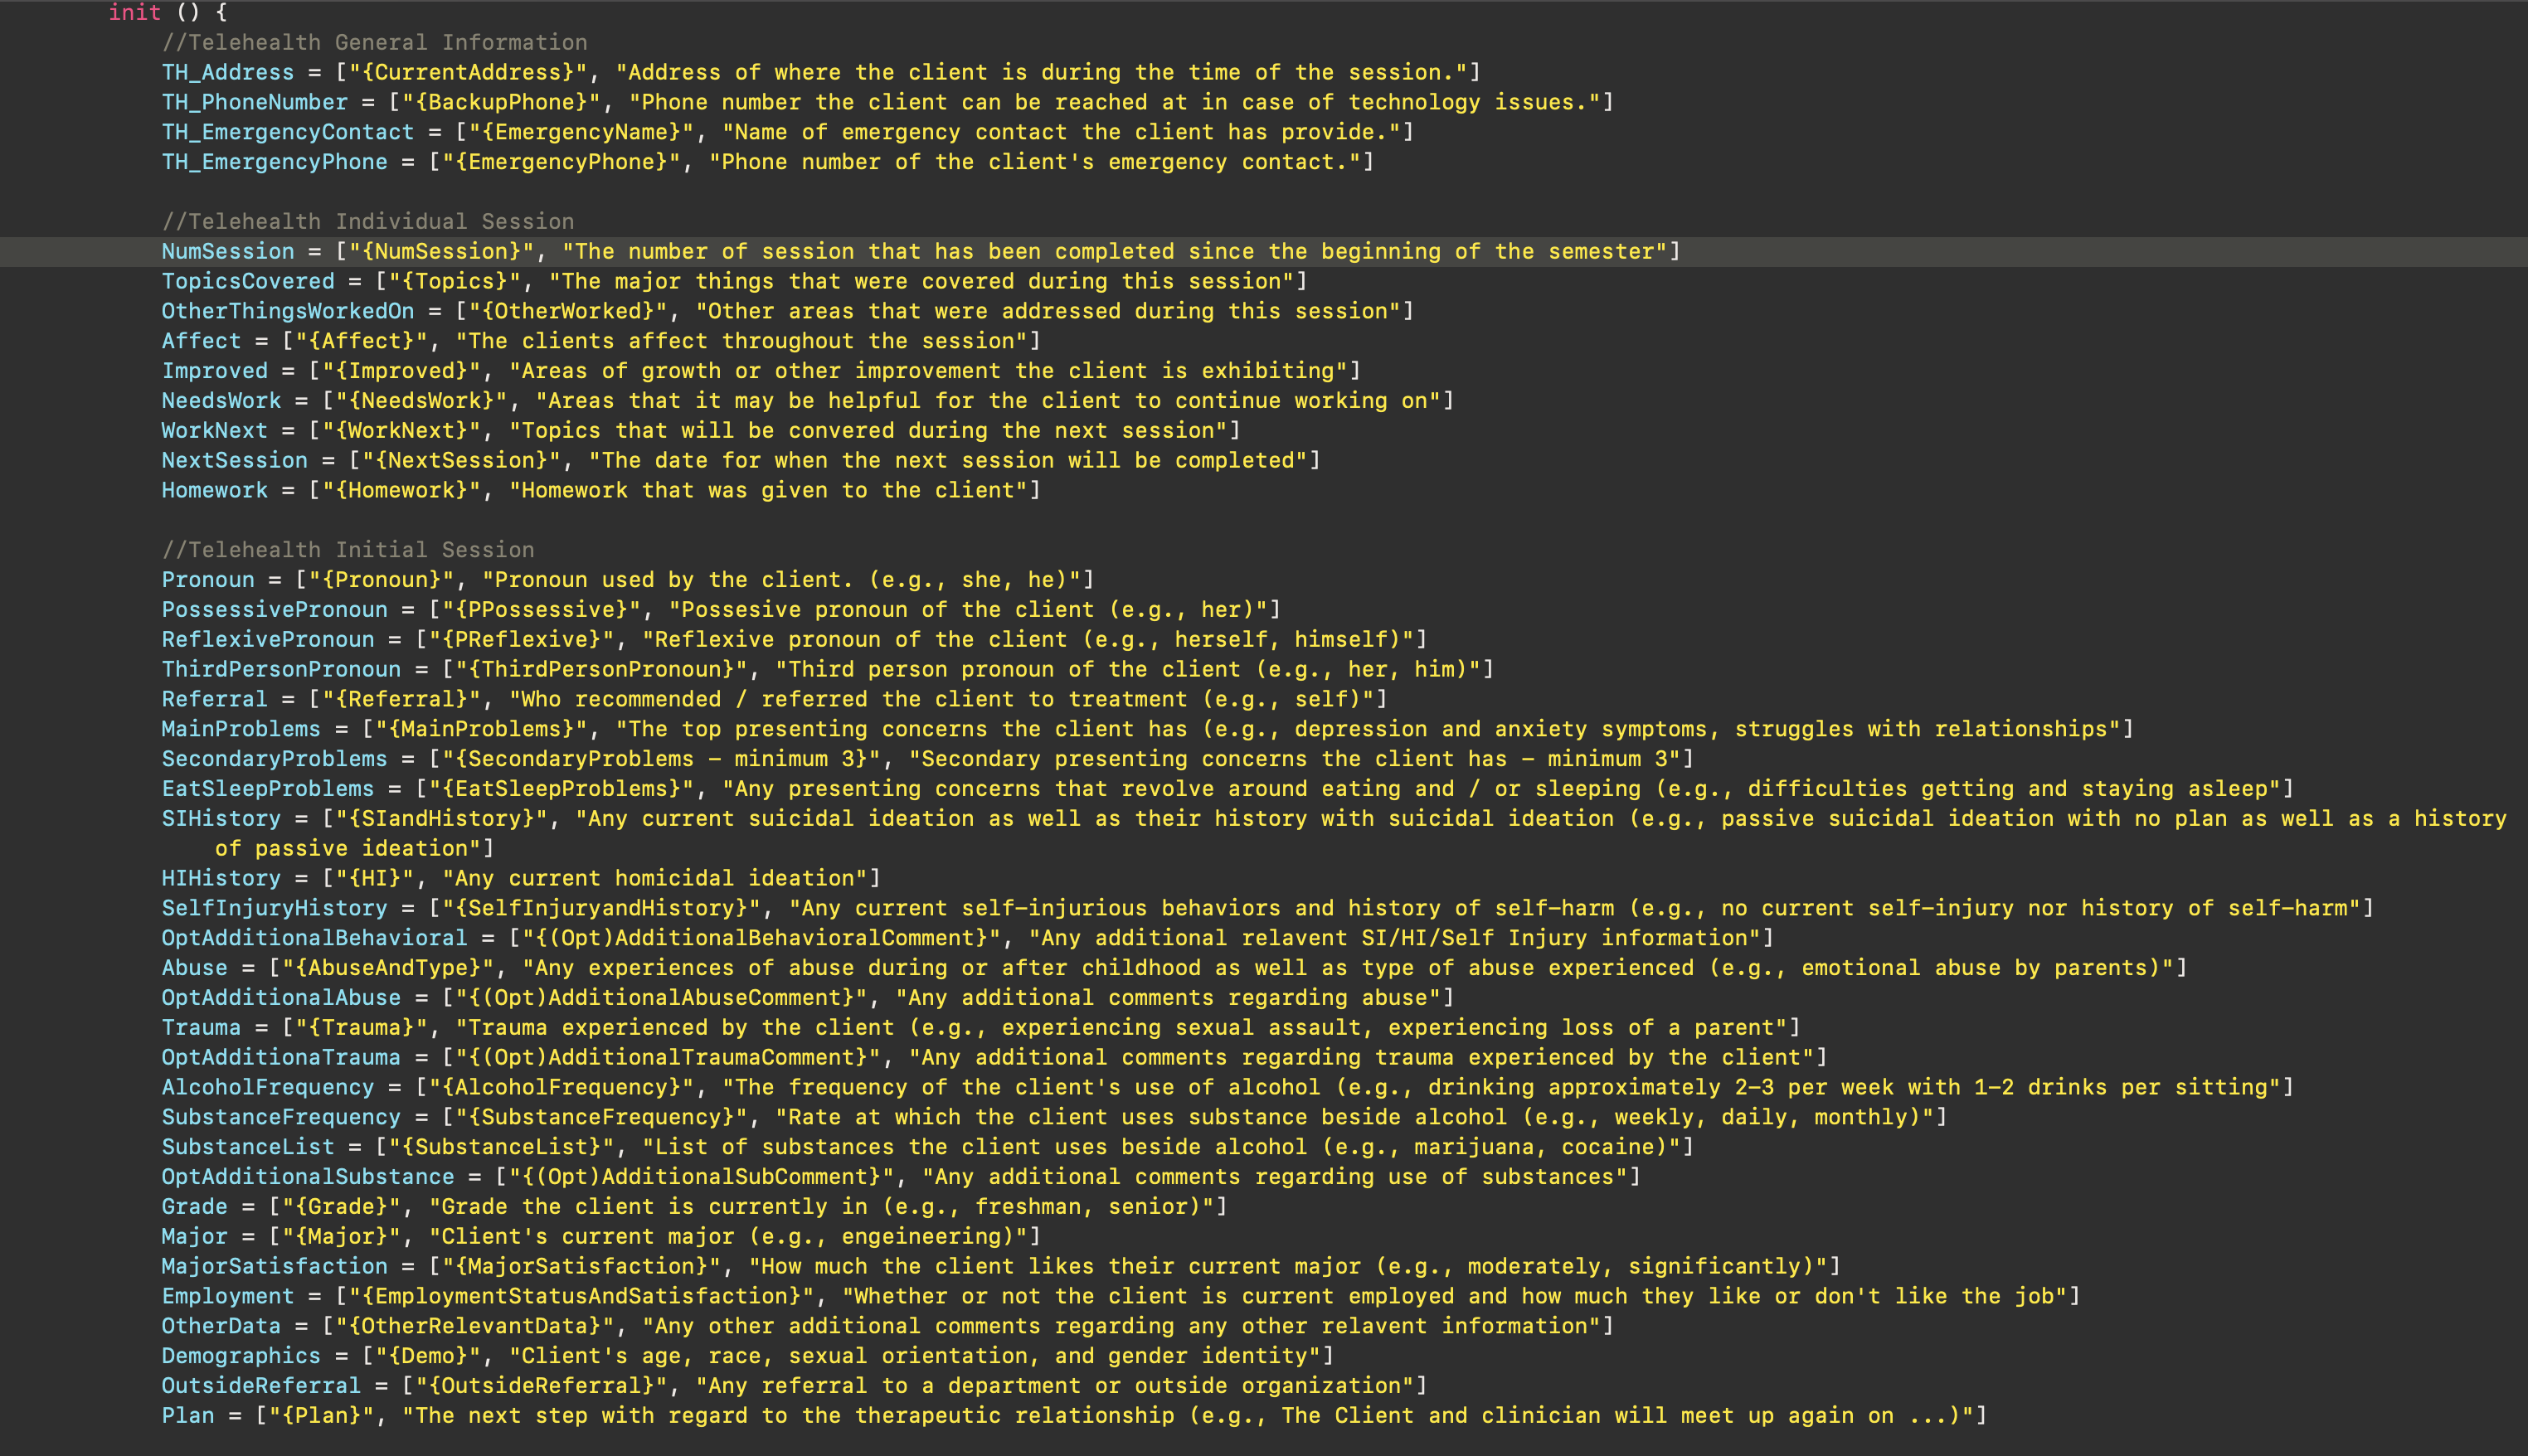 init () {
//Telehealth General Information
TH_Address = ["{CurrentAddress}", "Address of where the client is during the time of the session."]
TH_PhoneNumber = ["{BackupPhone}", "Phone number the client can be reached at in case of technology issues."]
TH_EmergencyContact = ["{EmergencyName}", "Name of emergency contact the client has provide."]
TH_EmergencyPhone = ["{EmergencyPhone}", "Phone number of the client's emergency contact."]
//Telehealth Individual Session
NumSession = ["{NumSession}", "The number of session that has been completed since the beginning of the semester"]
TopicsCovered = ["{Topics}", "The major things that were covered during this session"]
OtherThingsWorkedOn = ["{OtherWorked}", "Other areas that were addressed during this session"]
Affect = ["{Affect}", "The clients affect throughout the session"]
Improved = ["{Improved}", "Areas of growth or other improvement the client is exhibiting"]
NeedsWork = ["{NeedsWork}", "Areas that it may be helpful for the client to continue working on"]
WorkNext = ["{WorkNext}", "Topics that will be convered during the next session"]
NextSession = ["{NextSession}", "The date for when the next session will be completed"]
Homework = ["{Homework}", "Homework that was given to the client"]
//Telehealth Initial Session
Pronoun = ["{Pronoun}", "Pronoun used by the client. (e.g., she, he)"]
PossessivePronoun = ["{PPossessive}", "Possesive pronoun of the client (e.g., her)"]
ReflexivePronoun = ["{PReflexive}", "Reflexive pronoun of the client (e.g., herself, himself)"]
ThirdPersonPronoun = ["{ThirdPersonPronoun}", "Third person pronoun of the client (e.g., her, him)"]
Referral = ["{Referral}", "Who recommended / referred the client to treatment (e.g., self)"]
MainProblems = ["{MainProblems}", "The top presenting concerns the client has (e.g., depression and anxiety symptoms, struggles with relationships"]
SecondaryProblems = ["{SecondaryProblems - minimum 3}", "Secondary presenting concerns the client has - minimum 3"]
EatSleepProblems = ["{EatSleepProblems}", "Any presenting concerns that revolve around eating and / or sleeping (e.g., difficulties getting and staying asleep"]
SIHistory = ["{SIandHistory}", "Any current suicidal ideation as well as their history with suicidal ideation (e.g., passive suicidal ideation with no plan as well as a history
of passive ideation"]
HIHistory = ["{HI}", "Any current homicidal ideation"]
SelfInjuryHistory = ["{SelfInjuryandHistory}", "Any current self-injurious behaviors and history of self-harm (e.g., no current self-injury nor history of self-harm"]
OptAdditionalBehavioral = ["{(Opt)AdditionalBehavioralComment}", "Any additional relavent SI/HI/Self Injury information"]
Abuse = ["{AbuseAndType}", "Any experiences of abuse during or after childhood as well as type of abuse experienced (e.g., emotional abuse by parents)"]
OptAdditionalAbuse = ["{(Opt)AdditionalAbuseComment}", "Any additional comments regarding abuse"]
Trauma = ["{Trauma}", "Trauma experienced by the client (e.g., experiencing sexual assault, experiencing loss of a parent"]
OptAdditionaTrauma = ["{(Opt)AdditionalTraumaComment}", "Any additional comments regarding trauma experienced by the client"]
AlcoholFrequency = ["{AlcoholFrequency}", "The frequency of the client's use of alcohol (e.g., drinking approximately 2-3 per week with 1-2 drinks per sitting"]
SubstanceFrequency = ["{SubstanceFrequency}", "Rate at which the client uses substance beside alcohol (e.g., weekly, daily, monthly)"]
SubstanceList = ["{SubstanceList}", "List of substances the client uses beside alcohol (e.g., marijuana, cocaine)"]
OptAdditionalSubstance = ["{(Opt)AdditionalSubComment}", "Any additional comments regarding use of substances"]
Grade = ["{Grade}", "Grade the client is currently in (e.g., freshman, senior)"]
Major = ["{Major}", "Client's current major (e.g., engeineering)"]
MajorSatisfaction = ["{MajorSatisfaction}", "How much the client likes their current major (e.g., moderately, significantly)"]
Employment = ["{EmploymentStatusAndSatisfaction}", "Whether or not the client is current employed and how much they like or don't like the job"]
OtherData = ["{OtherRelevantData}", "Any other additional comments regarding any other relavent information"]
Demographics = ["{Demo}", "Client's age, race, sexual orientation, and gender identity"]
OutsideReferral = ["{OutsideReferral}", "Any referral to a department or outside organization"]
Plan = ["{Plan}", "The next step with regard to the therapeutic relationship (e.g., The Client and clinician will meet up again on ...)"]